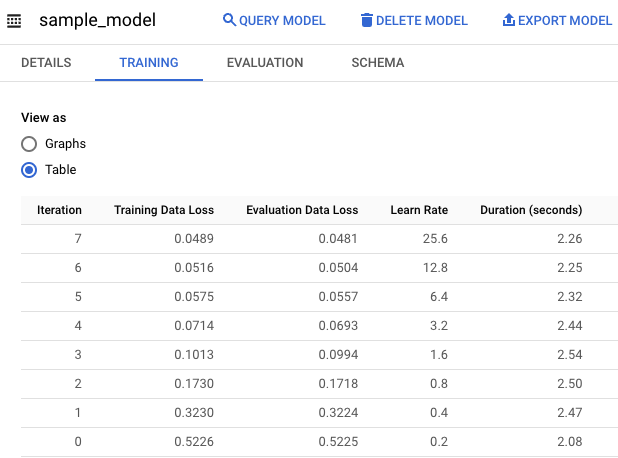 sample_model QUERY MODEL DELETE MODEL EXPORT MODEL
DETAILS TRAINING EVALUATION SCHEMA
View as
Graphs
Table
Iteration Training Data Loss Evaluation Data Loss Learn Rate Duration (seconds)
7 0.0489 0.0481 25.6 2.26
6 0.0516 0.0504 12.8 2.25
5 0.0575 0.0557 6.4 2.32
4 0.0714 0.0693 3.2 2.44
3 0.1013 0.0994 1.6 2.54
2 0.1730 0.1718 0.8 2.50
1 0.3230 0.3224 0.4 2.47
0 0.5226 0.5225 0.2 2.08